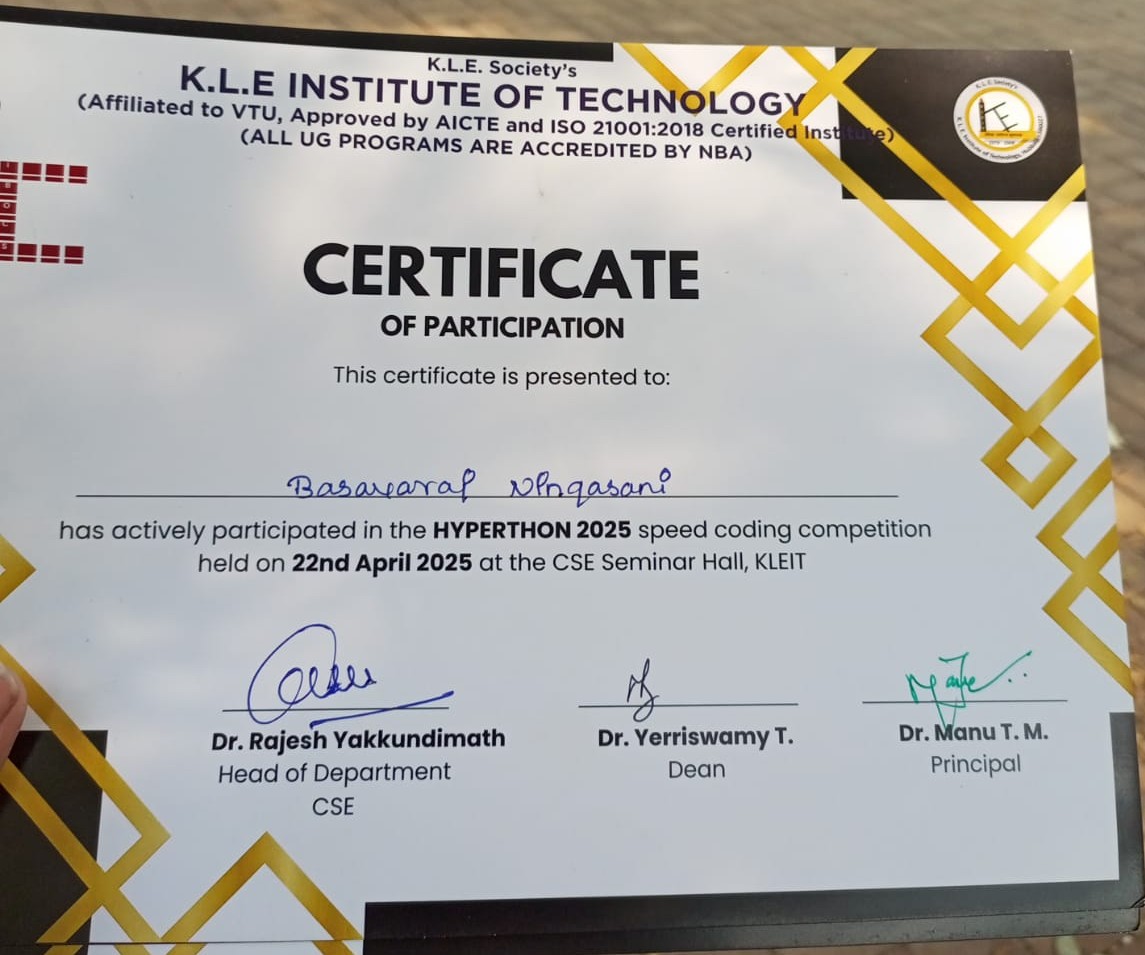 K.L.E. Society's
K.L.E INSTITUTE OF TECHNOLOGY
(Affiliated to VTU, Approved by AICTE and ISO 21001:2018 Certified Institute)
(ALL UG PROGRAMS ARE ACCREDITED BY NBA)
CERTIFICATE
OF PARTICIPATION
This certificate is presented to:
Basavaraj Ningasani
has actively participated in the HYPERTHON 2025 speed coding competition
held on 22nd April 2025 at the CSE Seminar Hall, KLEIT
Dr. Rajesh Yakkundimath
Head of Department
CSE
Dr. Yerriswamy T.
Dean
Dr. Manu T. M.
Principal